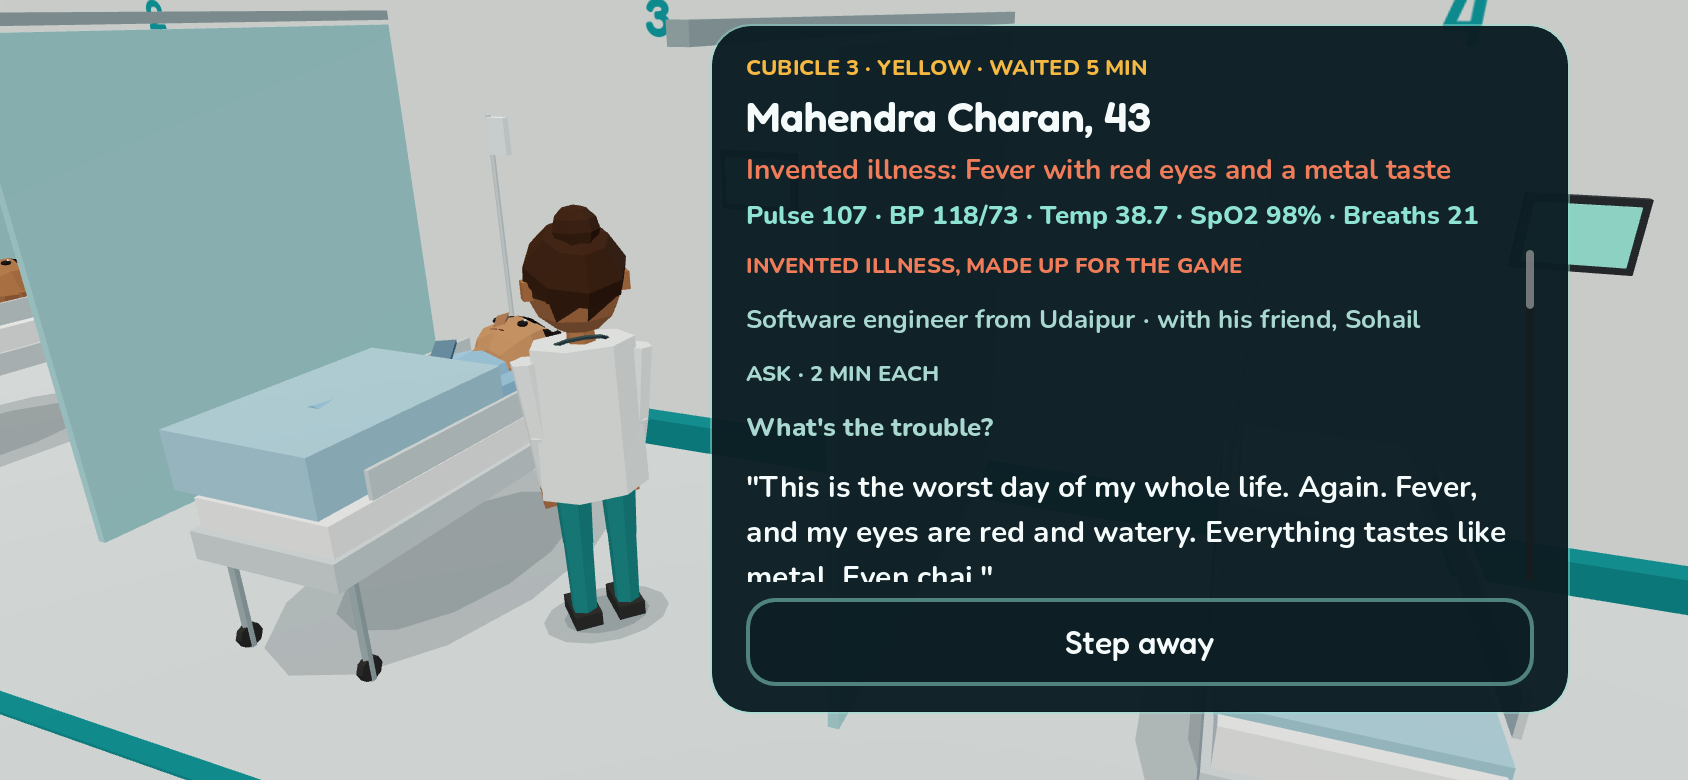 2
3
4
CUBICLE 3 · YELLOW · WAITED 5 MIN
Mahendra Charan, 43
Invented illness: Fever with red eyes and a metal taste
Pulse 107 · BP 118/73 · Temp 38.7 · SpO2 98% · Breaths 21
INVENTED ILLNESS, MADE UP FOR THE GAME
Software engineer from Udaipur · with his friend, Sohail
ASK · 2 MIN EACH
What's the trouble?
"This is the worst day of my whole life. Again. Fever,
and my eyes are red and watery. Everything tastes like
metal. Even chai."
Step away